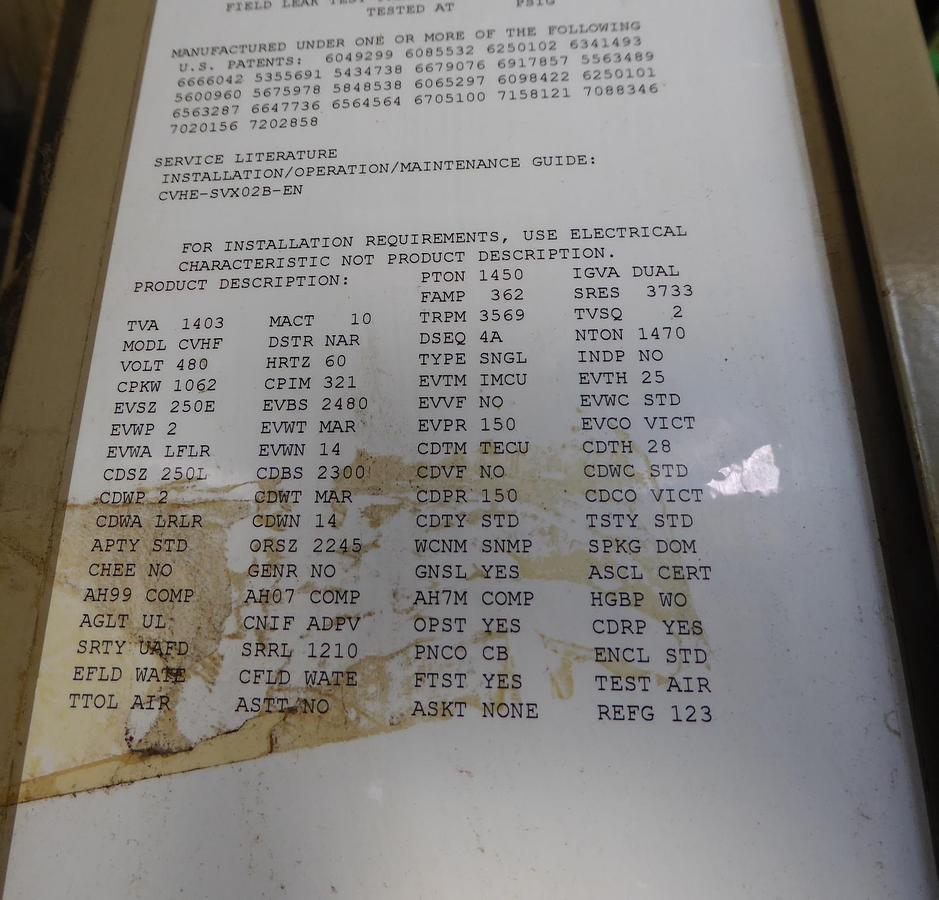 FIELD LEAK TEST
TESTED AT PSIG
MANUFACTURED UNDER ONE OR MORE OF THE FOLLOWING
U.S. PATENTS: 6049299 6085532 6250102 6341493
6666042 5355691 5434738 6679076 6917857 5563489
5600960 5675978 5848538 6065297 6098422 6250101
6563287 6647736 6564564 6705100 7158121 7088346
7020156 7202858
SERVICE LITERATURE
INSTALLATION/OPERATION/MAINTENANCE GUIDE:
CVHE-SVX02B-EN
FOR INSTALLATION REQUIREMENTS, USE ELECTRICAL
CHARACTERISTIC NOT PRODUCT DESCRIPTION.
PRODUCT DESCRIPTION: PTON 1450 IGVA DUAL
FAMP 362 SRES 3733
TVA 1403 MACT 10 TRPM 3569 TVSQ 2
MODL CVHF DSTR NAR DSEQ 4A NTON 1470
VOLT 480 HRTZ 60 TYPE SNGL INDP NO
CPKW 1062 CPIM 321 EVTM IMCU EVTH 25
EVSZ 250E EVBS 2480 EVVF NO EVWC STD
EVWP 2 EVWT MAR EVPR 150 EVCO VICT
EVWA LFLR EVWN 14 CDTM TECU CDTH 28
CDSZ 250L CDBS 2300 CDVF NO CDWC STD
CDWP 2 CDWT MAR CDPR 150 CDCO VICT
CDWA LRLR CDWN 14 CDTY STD TSTY STD
APTY STD ORSZ 2245 WCNM SNMP SPKG DOM
CHEE NO GENR NO GNSL YES ASCL CERT
AH99 COMP AH07 COMP AH7M COMP HGBP WO
AGLT UL CNIF ADPV OPST YES CDRP YES
SRTY UAFD SRRL 1210 PNCO CB ENCL STD
EFLD WATE CFLD WATE FTST YES TEST AIR
TTOL AIR ASTT NO ASKT NONE REFG 123